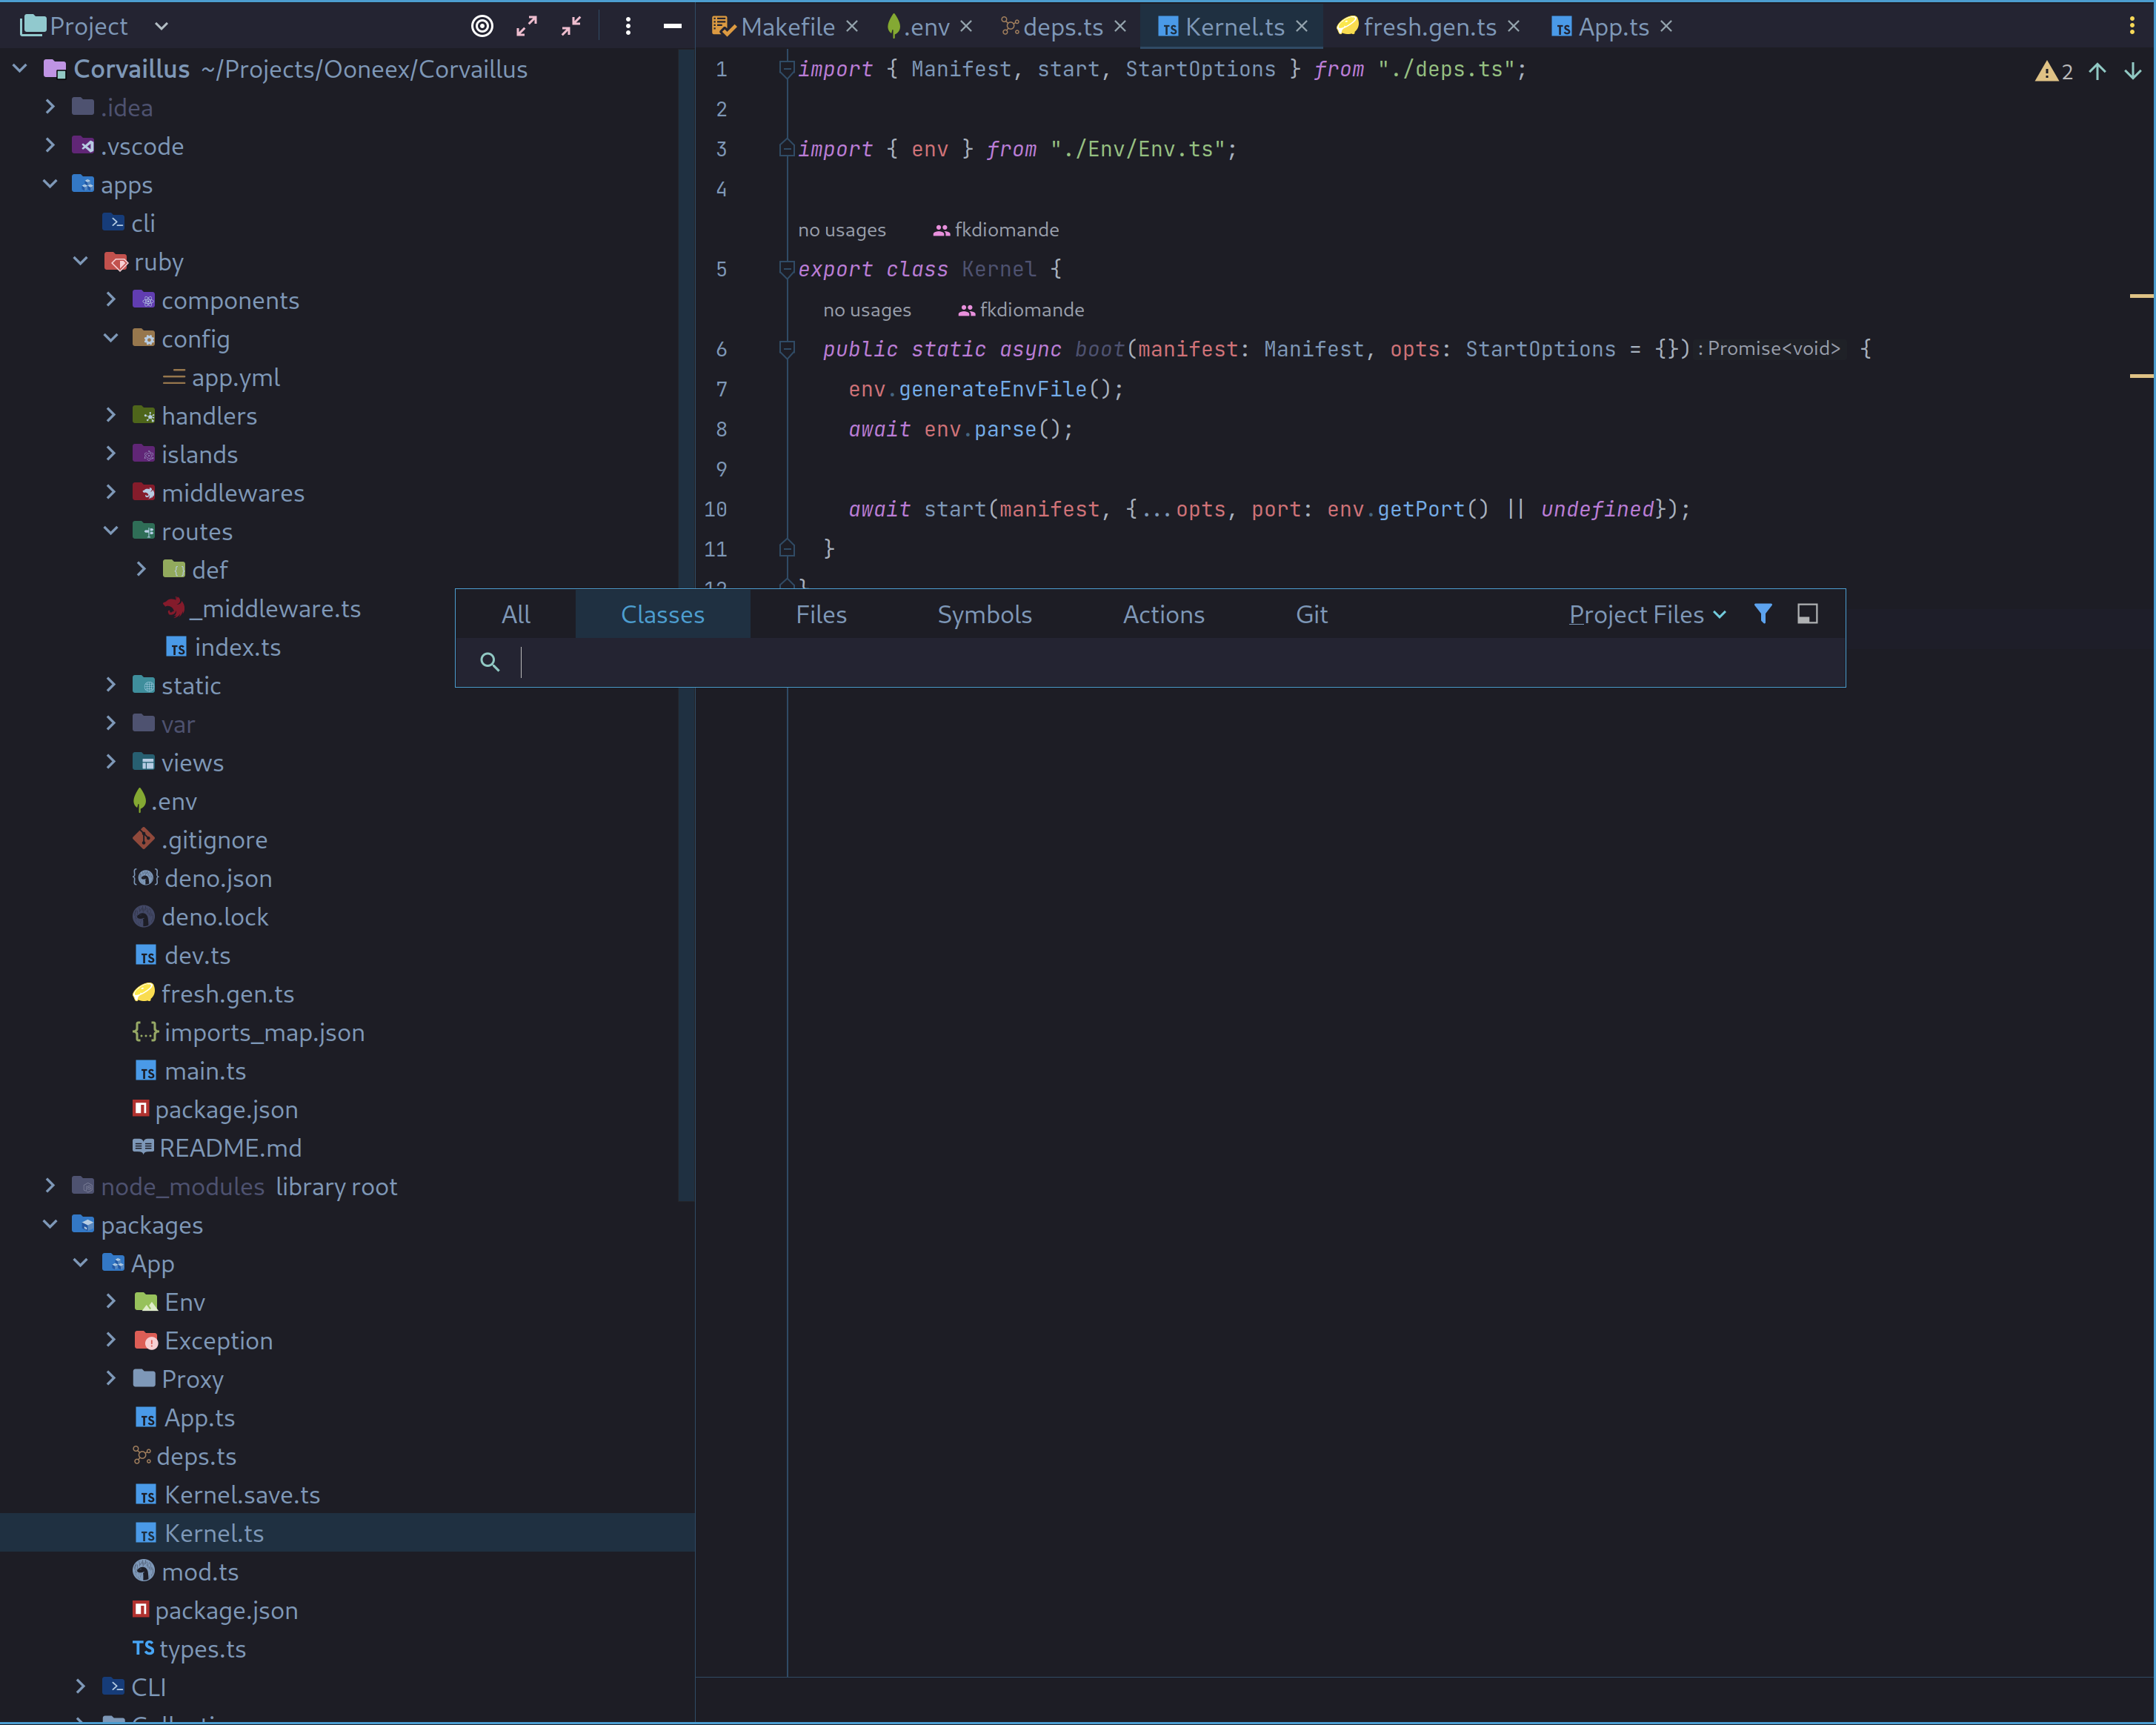 Project
Corvaillus ~/Projects/Ooneex/Corvaillus
.idea
.vscode
apps
cli
ruby
components
config
app.yml
handlers
islands
middlewares
routes
def
_middleware.ts
index.ts
static
var
views
.env
.gitignore
deno.json
deno.lock
dev.ts
fresh.gen.ts
imports_map.json
main.ts
package.json
README.md
node_modules library root
packages
App
Env
Exception
Proxy
App.ts
deps.ts
Kernel.save.ts
Kernel.ts
mod.ts
package.json
types.ts
CLI
Makefile .env deps.ts Kernel.ts fresh.gen.ts App.ts
2
1 import { Manifest, start, StartOptions } from "./deps.ts";
2
3 import { env } from "./Env/Env.ts";
4
no usages fkdiomande
5 export class Kernel {
no usages fkdiomande
6 public static async boot(manifest: Manifest, opts: StartOptions = {}) : Promise<void> {
7 env.generateEnvFile();
8 await env.parse();
9
10 await start(manifest, {...opts, port: env.getPort() || undefined});
11 }
12 }
All Classes Files Symbols Actions Git Project Files